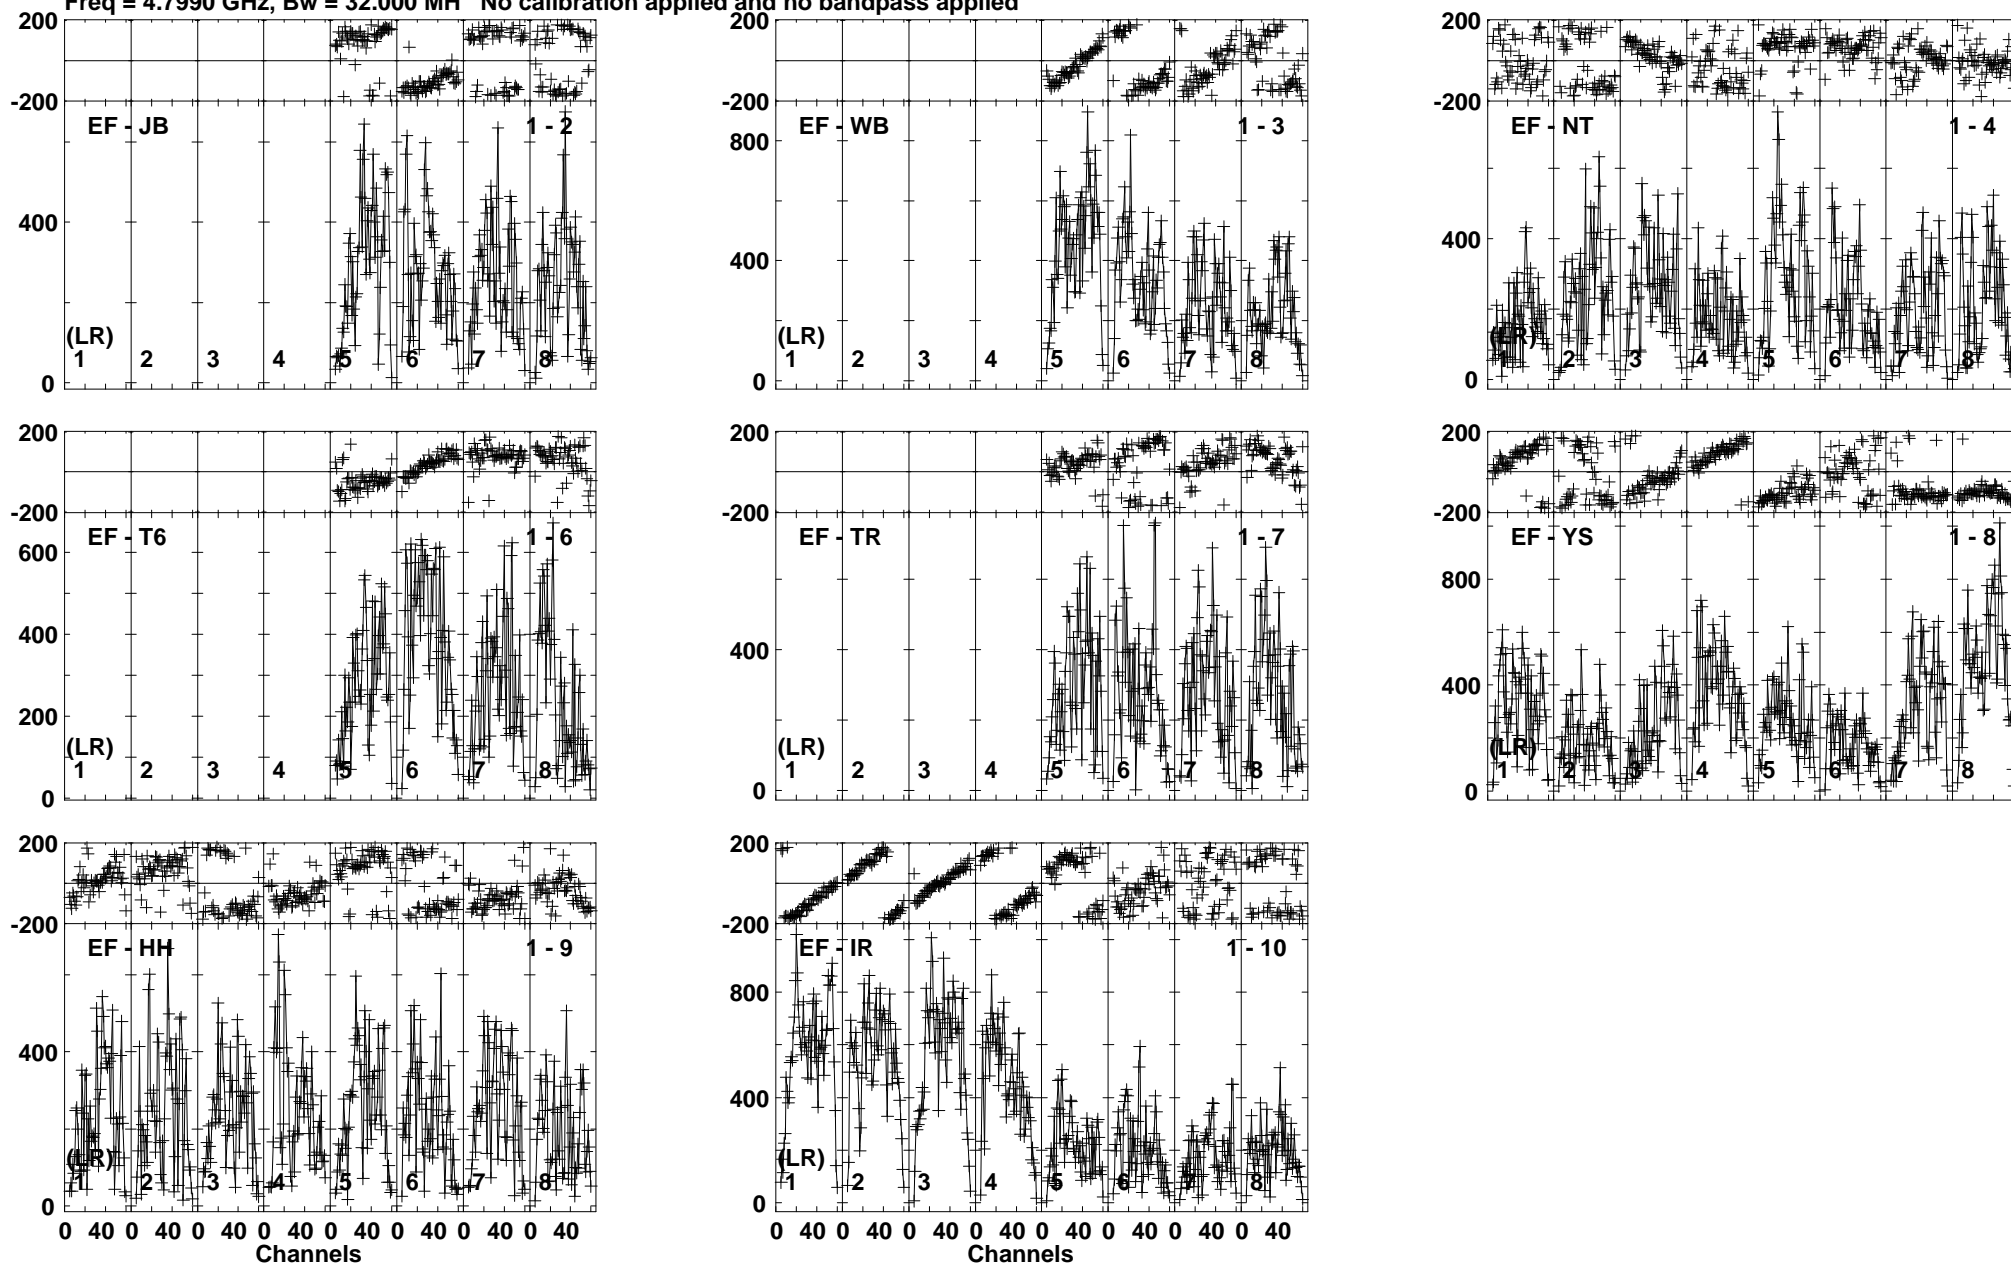 Freq = 4.7990 GHz, Bw = 32.000 MH No calibration applied and no bandpass applied
200 200 200
-200 -200 -200
EF - JB 1 - 2 EF - WB 1 - 3 EF - NT 1 - 4
800
400 400 400
(LR) (LR) (LR)
1 2 3 4 5 6 7 8 1 2 3 4 5 6 7 8 1 2 3 4 5 6 7 8
0 0 0
200 200 200
-200 -200 -200
EF - T6 1 - 6 EF - TR 1 - 7 EF - YS 1 - 8
600 800
400 400 400
200
(LR) (LR) (LR)
1 2 3 4 5 6 7 8 1 2 3 4 5 6 7 8 1 2 3 4 5 6 7 8
0 0 0
200 200
-200 -200
EF - HH 1 - 9 EF - IR 1 - 10
800
400 400
(LR) (LR)
1 2 3 4 5 6 7 8 1 2 3 4 5 6 7 8
0 0
0 40 0 40 0 40 0 40 0 40 0 40 0 40 0 40 0 40 0 40 0 40 0 40 0 40 0 40 0 40 0 40
Channels Channels